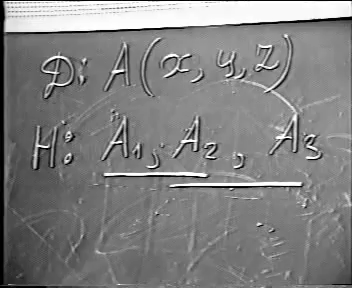 Д: A(x, y, z)
Н: A₁, A₂, A₃